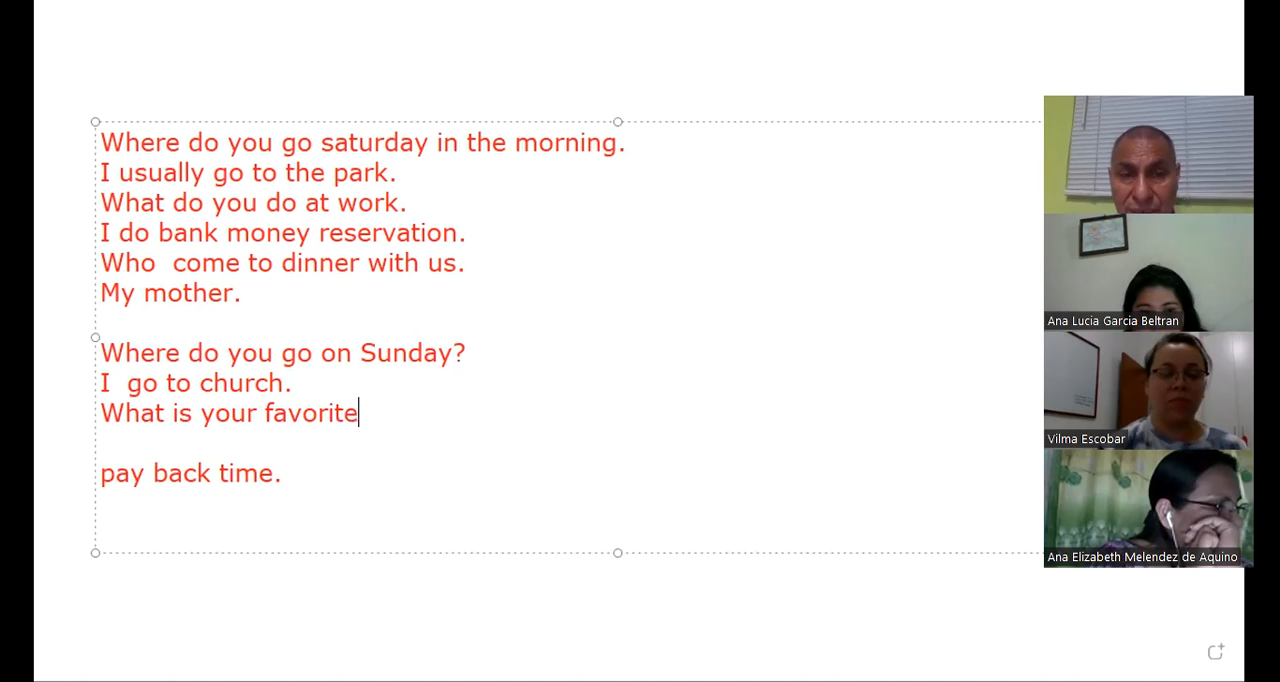 Where do you go saturday in the morning.
I usually go to the park.
What do you do at work.
I do bank money reservation.
Who  come to dinner with us.
My mother.
Where do you go on Sunday?
I  go to church.
What is your favorite
pay back time.
Ana Lucia Garcia Beltran
Vilma Escobar
Ana Elizabeth Melendez de Aquino